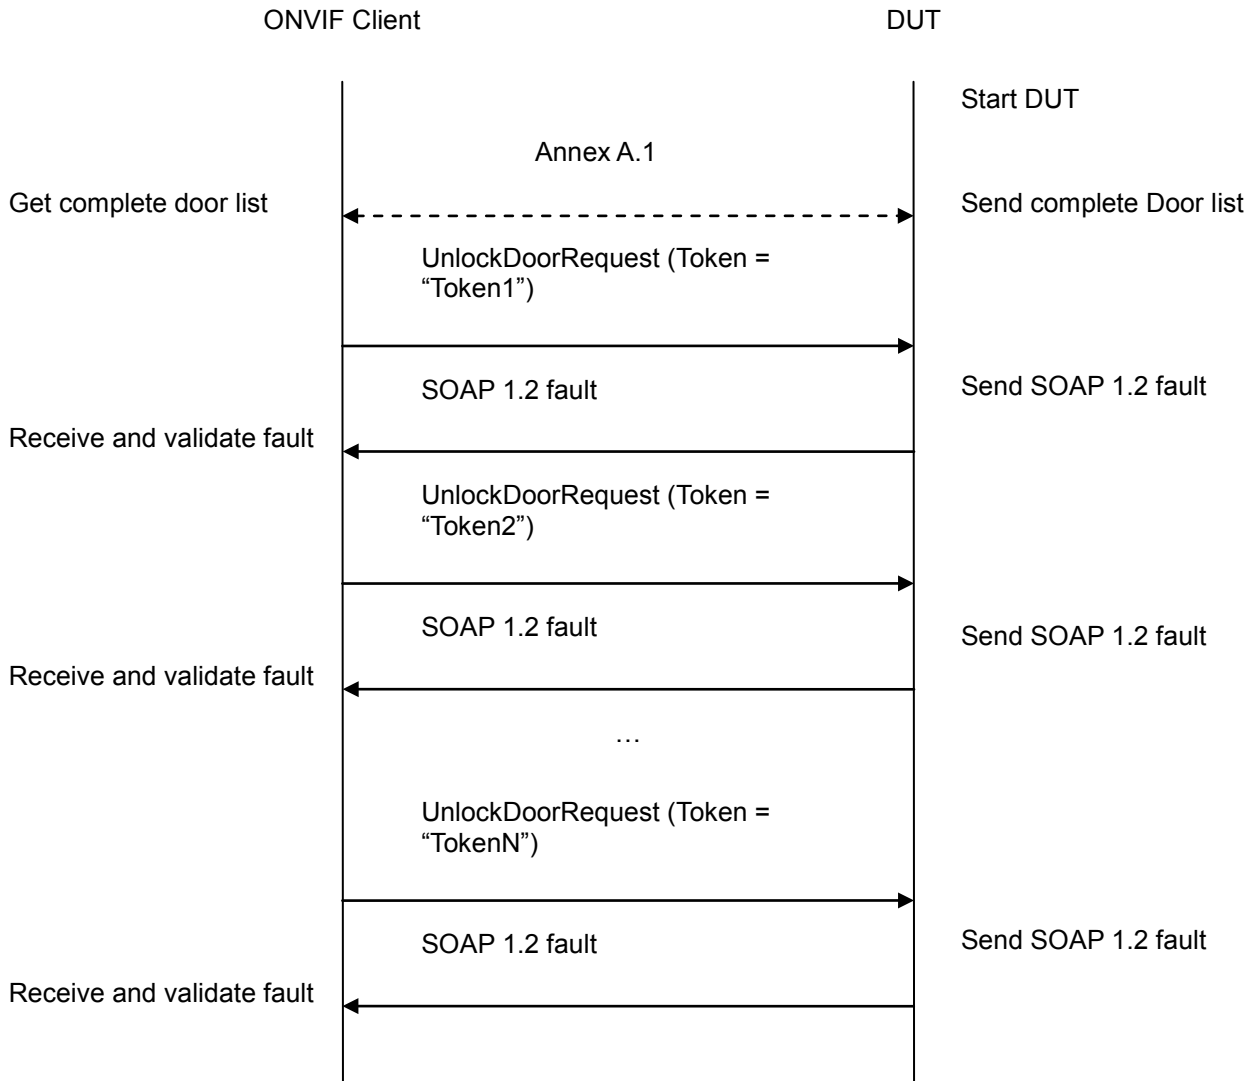 ONVIF Client
DUT
Start DUT
Annex A.1
Get complete door list
Send complete Door list
UnlockDoorRequest (Token =
“Token1”)
SOAP 1.2 fault
Send SOAP 1.2 fault
Receive and validate fault
UnlockDoorRequest (Token =
“Token2”)
SOAP 1.2 fault
Send SOAP 1.2 fault
Receive and validate fault
…
UnlockDoorRequest (Token =
“TokenN”)
SOAP 1.2 fault
Send SOAP 1.2 fault
Receive and validate fault